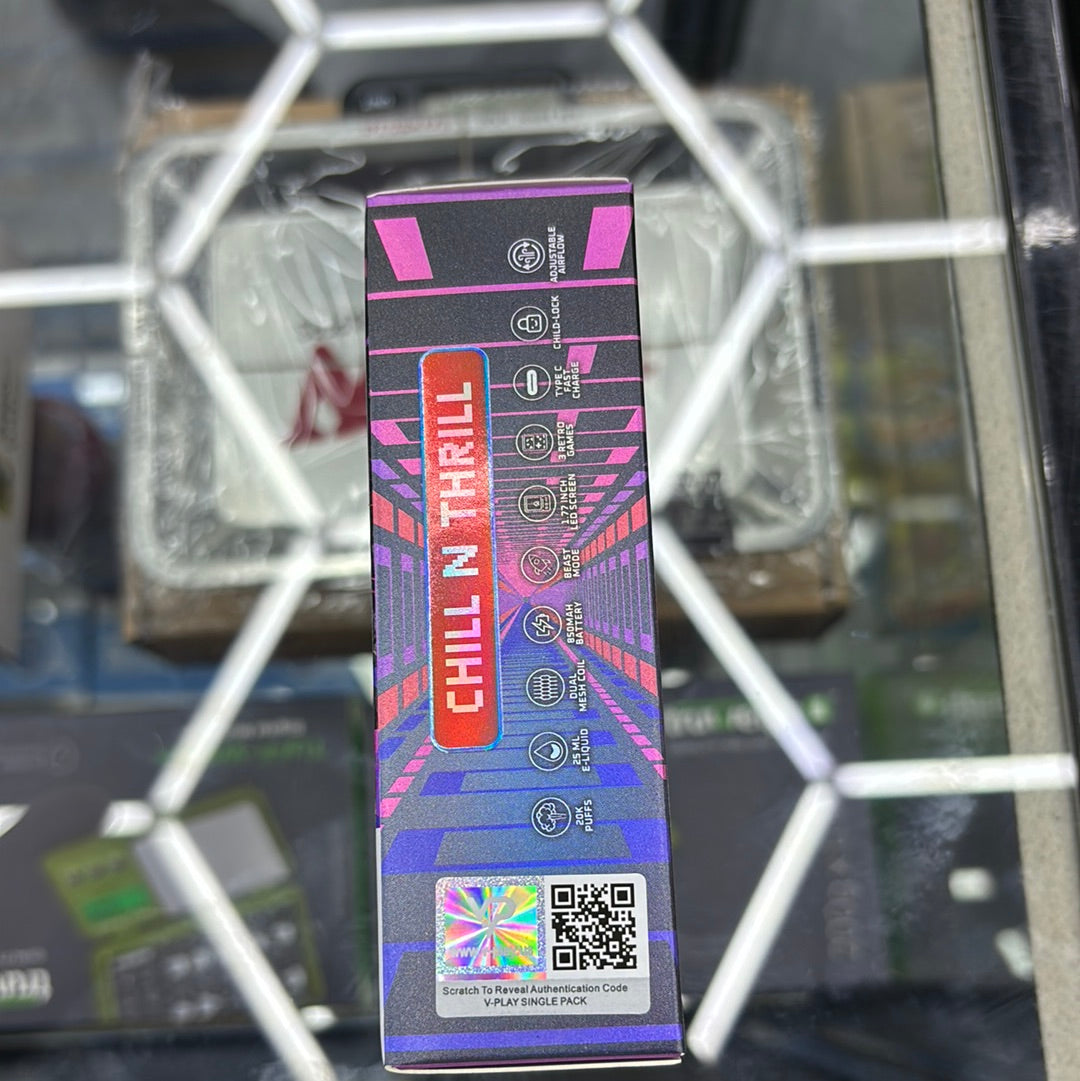 CHILL N THRILL
20K
PUFFS
25 ML
E-LIQUID
DUAL
MESH COIL
850MAH
BATTERY
BEAST
MODE
1.77 INCH
LED SCREEN
3 RETRO
GAMES
TYPE C
FAST
CHARGE
CHILD-LOCK
ADJUSTABLE
AIRFLOW
Scratch To Reveal Authentication Code
V-PLAY SINGLE PACK